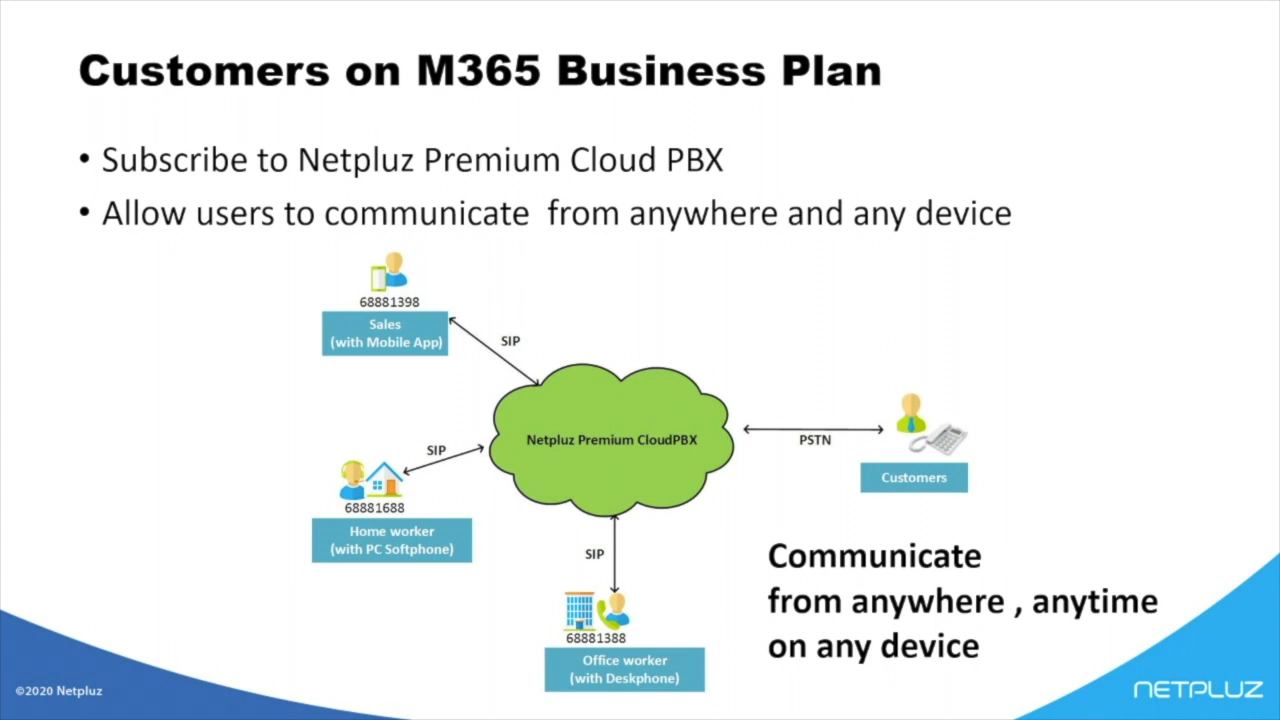 Customers on M365 Business Plan
• Subscribe to Netpluz Premium Cloud PBX
• Allow users to communicate  from anywhere and any device
68881398
Sales
(with Mobile App)
SIP
Netpluz Premium CloudPBX
PSTN
Customers
SIP
68881688
Home worker
(with PC Softphone)
SIP
68881388
Office worker
(with Deskphone)
Communicate
from anywhere , anytime
on any device
©2020 Netpluz
NETPLUZ